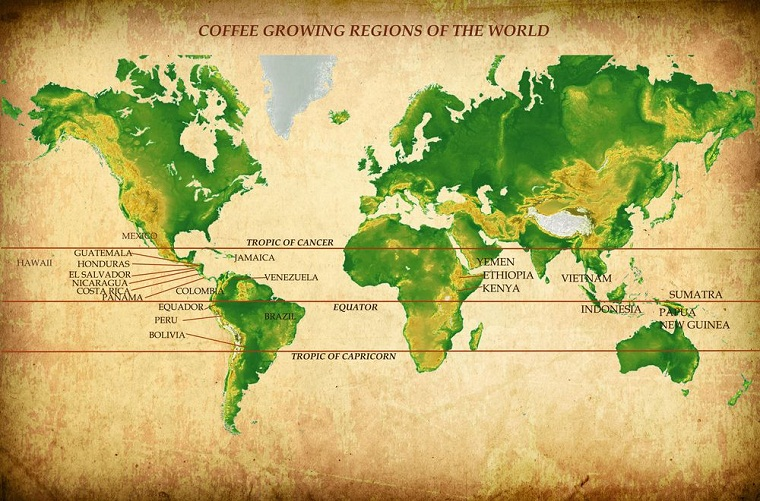 COFFEE GROWING REGIONS OF THE WORLD
MEXICO
TROPIC OF CANCER
GUATEMALA
HONDURAS
HAWAII
EL SALVADOR
NICARAGUA
COSTA RICA
PANAMA
JAMAICA
VENEZUELA
COLOMBIA
EQUADOR
PERU
BRAZIL
BOLIVIA
EQUATOR
TROPIC OF CAPRICORN
YEMEN
ETHIOPIA
KENYA
VIETNAM
INDONESIA
SUMATRA
PAPUA
NEW GUINEA